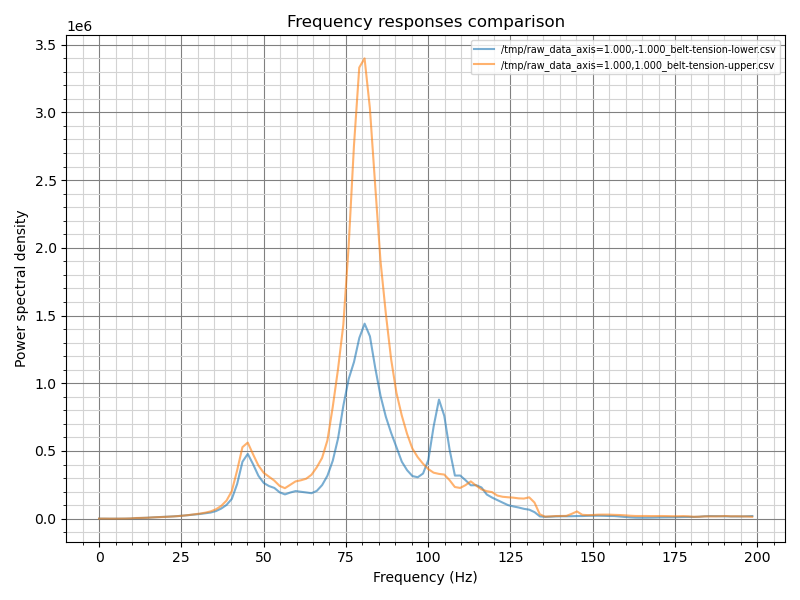 Frequency responses comparison
1e6
/tmp/raw_data_axis=1.000,-1.000_belt-tension-lower.csv
/tmp/raw_data_axis=1.000,1.000_belt-tension-upper.csv
3.5
3.0
2.5
2.0
1.5
1.0
0.5
0.0
Power spectral density
0 25 50 75 100 125 150 175 200
Frequency (Hz)